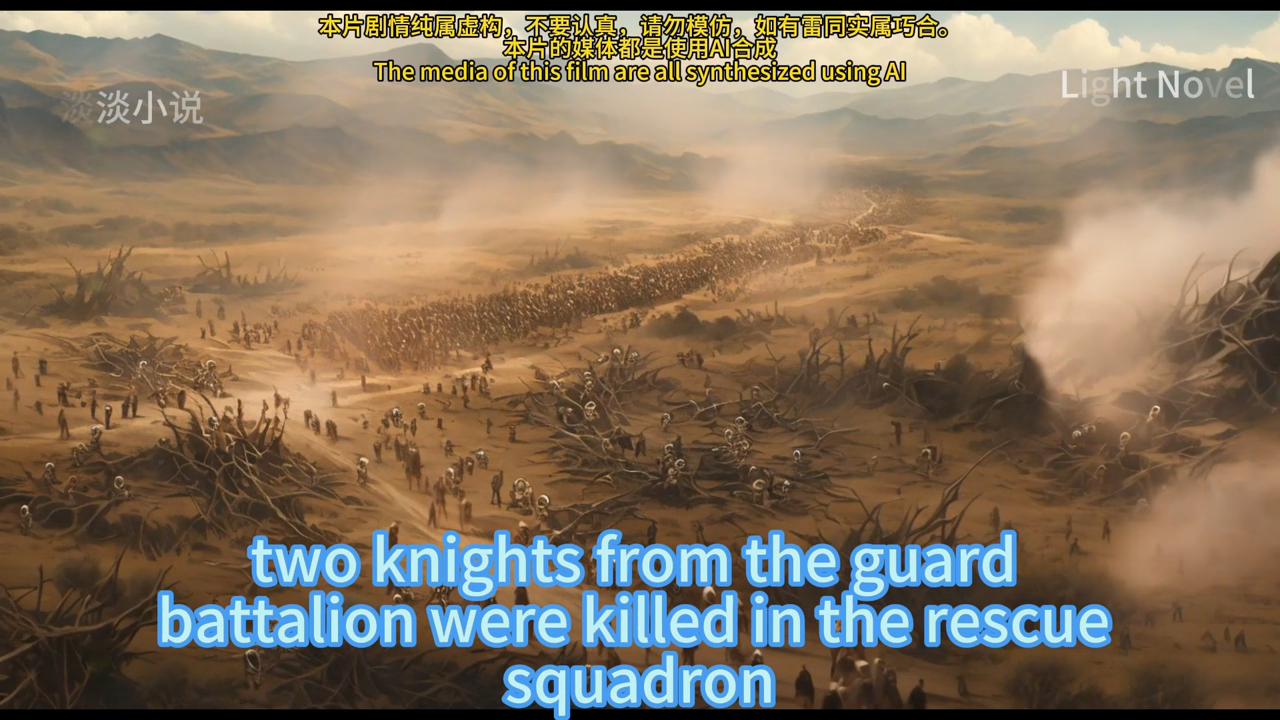 本片剧情纯属虚构，不要认真，请勿模仿，如有雷同实属巧合。
本片的媒体都是使用AI合成
The media of this film are all synthesized using AI
Light Novel
淡淡小说
two knights from the guard
battalion were killed in the rescue
squadron